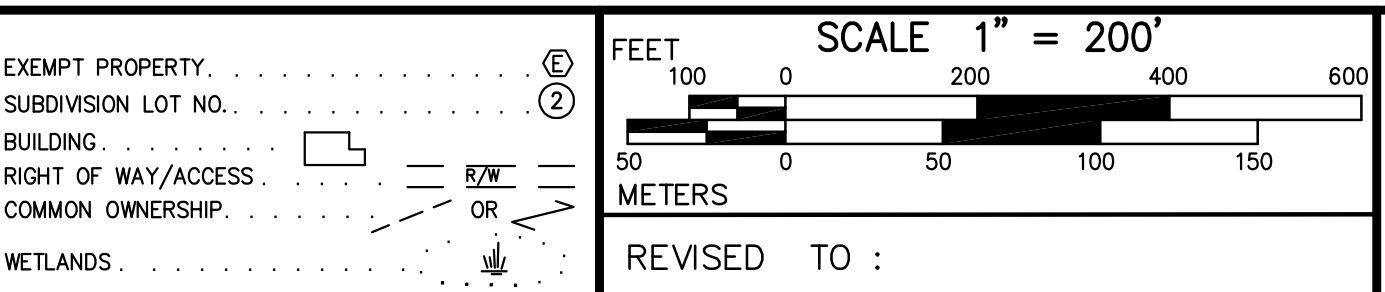 EXEMPT PROPERTY. . . . . . . . . . . . . . . E
SUBDIVISION LOT NO.. . . . . . . . . . . . . 2
BUILDING . . . . . . . .
RIGHT OF WAY/ACCESS . . . . . R/W
COMMON OWNERSHIP. . . . . . . OR
WETLANDS . . . . . . . . . . . .
SCALE 1" = 200'
FEET
100 0 200 400 600
50 0 50 100 150
METERS
REVISED TO :